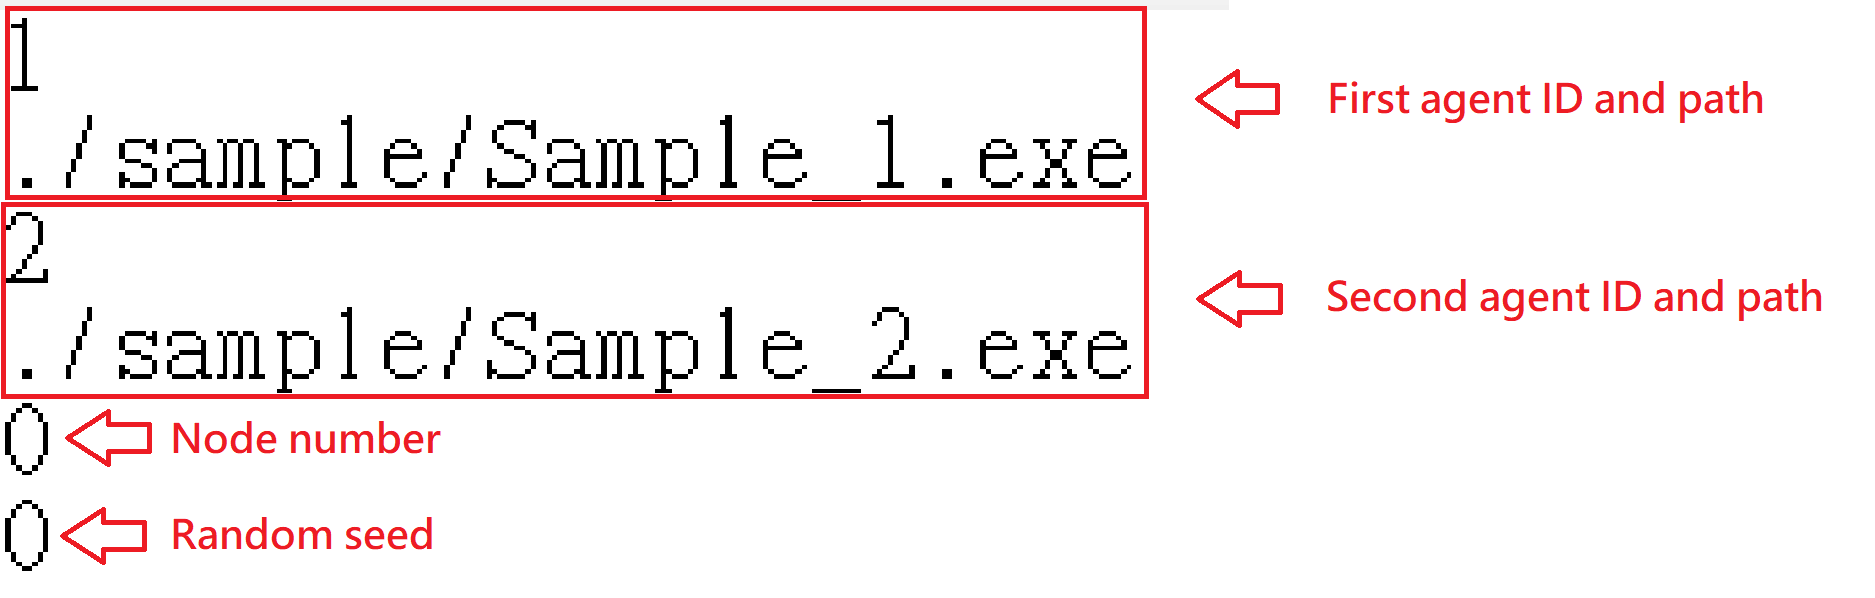 1
First agent ID and path
./sample/Sample_1.exe
2
Second agent ID and path
./sample/Sample_2.exe
0 Node number
0 Random seed